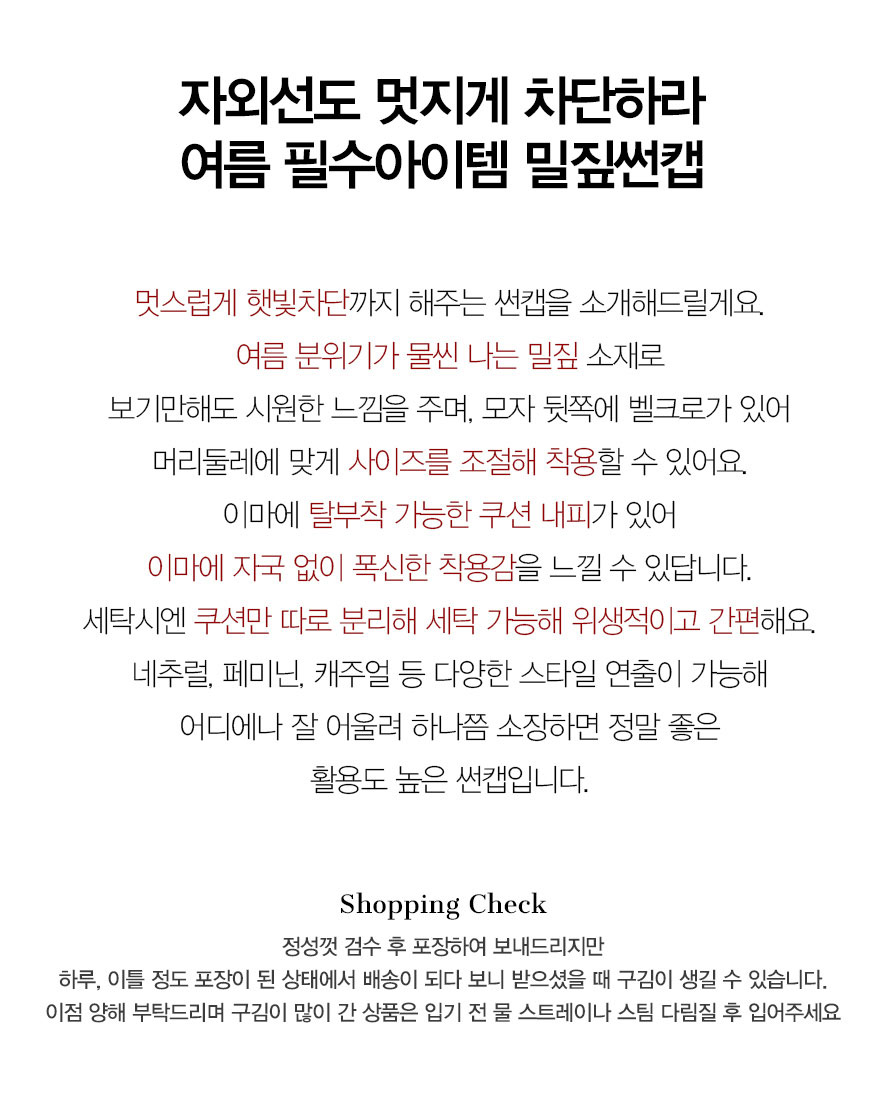 자외선도 멋지게 차단하라
여름 필수아이템 밀짚썬캡
멋스럽게 햇빛차단까지 해주는 썬캡을 소개해드릴게요.
여름 분위기가 물씬 나는 밀짚 소재로
보기만해도 시원한 느낌을 주며, 모자 뒷쪽에 벨크로가 있어
머리둘레에 맞게 사이즈를 조절해 착용할 수 있어요.
이마에 탈부착 가능한 쿠션 내피가 있어
이마에 자국 없이 폭신한 착용감을 느낄 수 있답니다.
세탁시엔 쿠션만 따로 분리해 세탁 가능해 위생적이고 간편해요.
네추럴, 페미닌, 캐주얼 등 다양한 스타일 연출이 가능해
어디에나 잘 어울려 하나쯤 소장하면 정말 좋은
활용도 높은 썬캡입니다.
Shopping Check
정성껏 검수 후 포장하여 보내드리지만
하루, 이틀 정도 포장이 된 상태에서 배송이 되다 보니 받으셨을 때 구김이 생길 수 있습니다.
이점 양해 부탁드리며 구김이 많이 간 상품은 입기 전 물 스트레이나 스팀 다림질 후 입어주세요